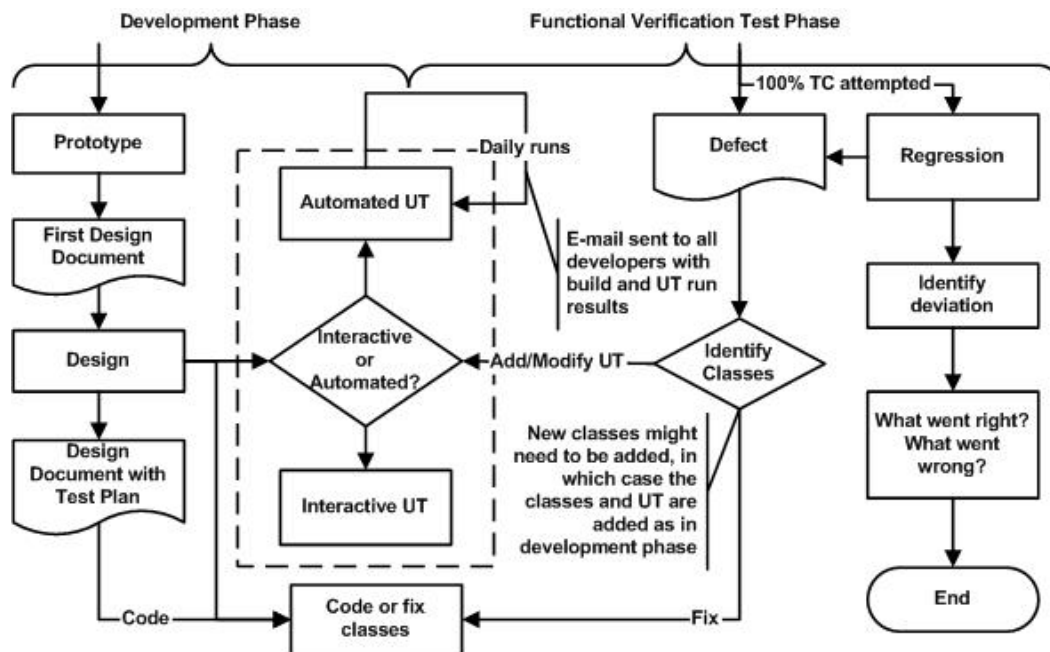 Development Phase
Functional Verification Test Phase
100% TC attempted
Prototype
Daily runs
Defect
Regression
Automated UT
First Design
Document
E-mail sent to all
developers with
build and UT run
results
Identify
deviation
Design
Interactive
or
Automated?
Add/Modify UT
Identify
Classes
Design
Document with
Test Plan
Interactive UT
New classes might
need to be added, in
which case the
classes and UT are
added as in
development phase
What went right?
What went
wrong?
Code
Code or fix
classes
Fix
End